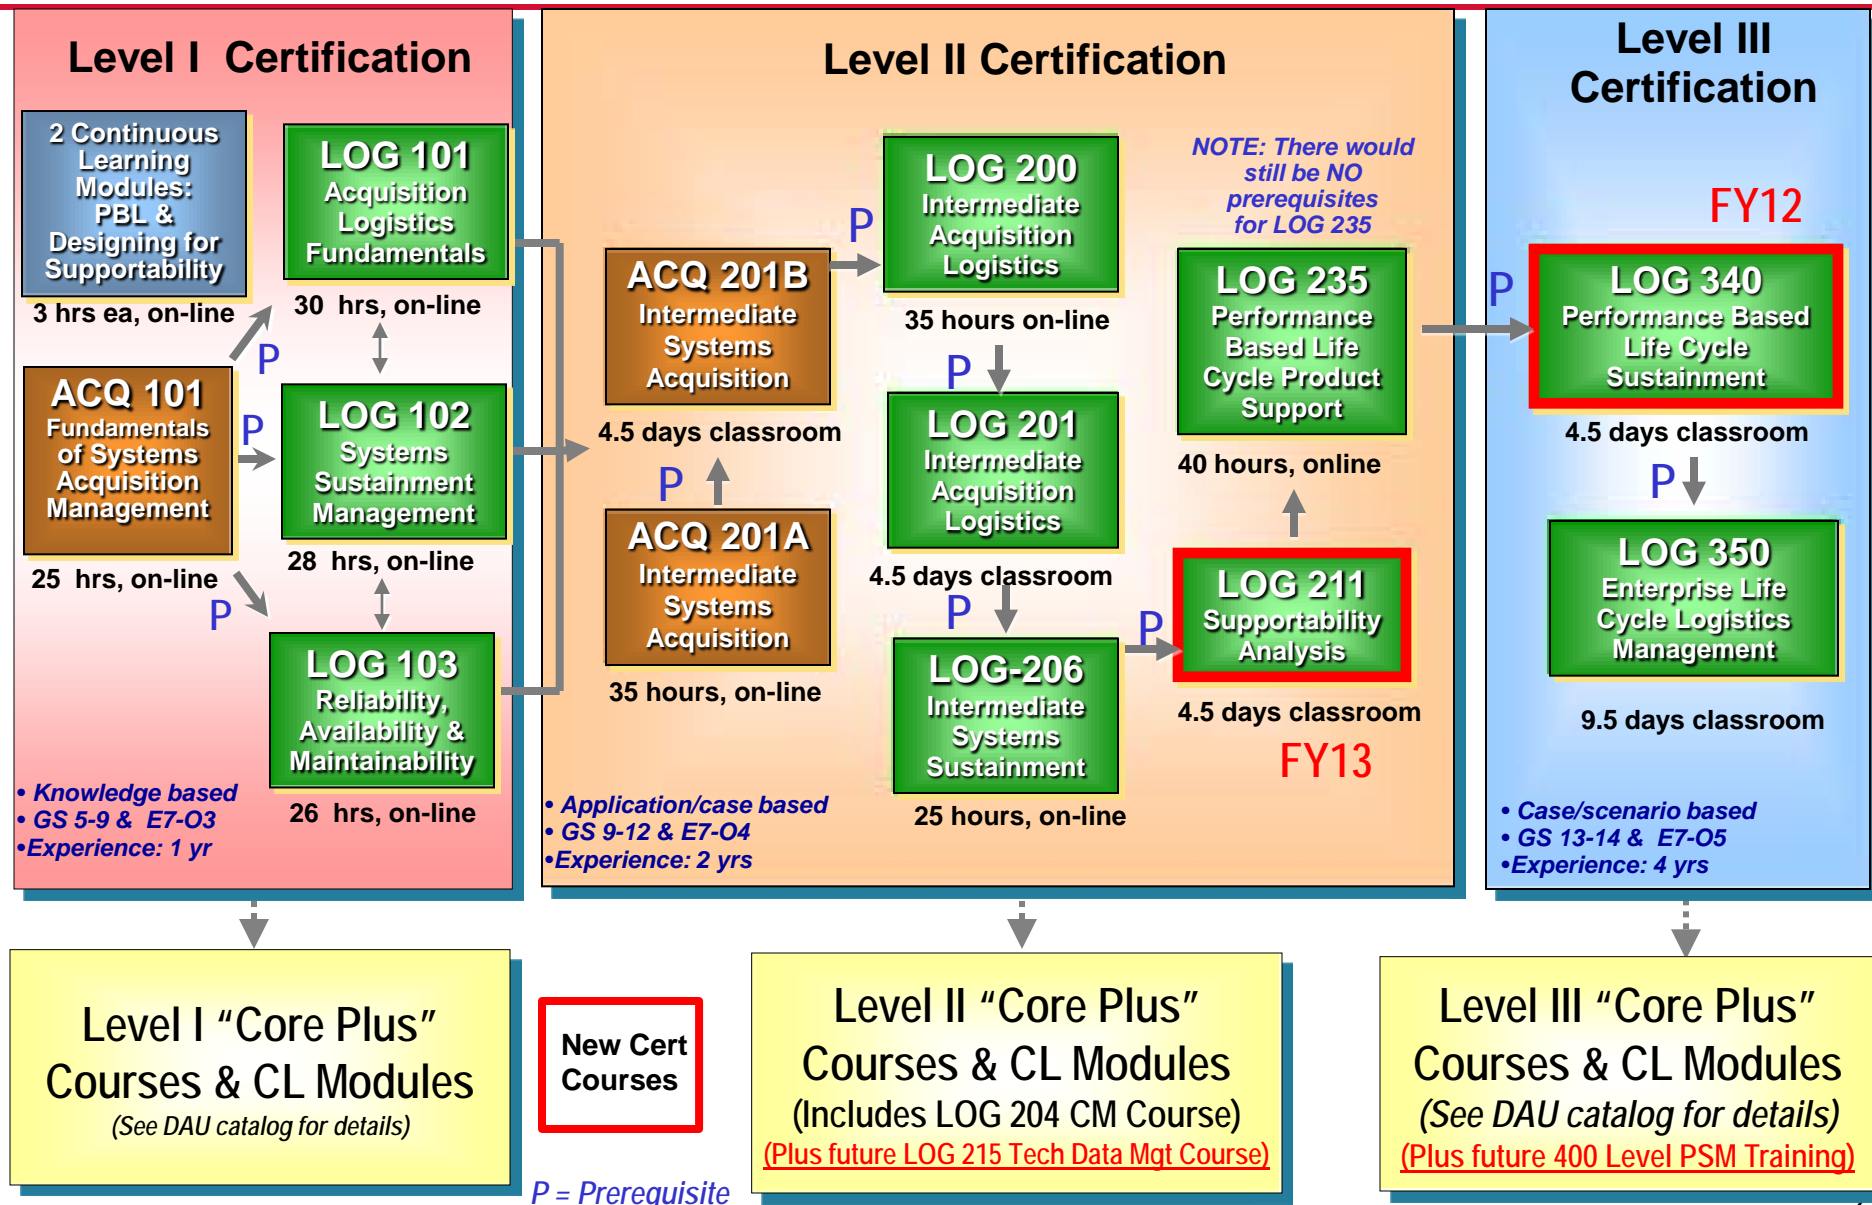 Level I  Certification
2 Continuous
Learning
Modules:
PBL &
Designing for
Supportability
3 hrs ea, on-line
LOG 101
Acquisition
Logistics
Fundamentals
30  hrs, on-line
P
ACQ 101
Fundamentals
of Systems
Acquisition
Management
25  hrs, on-line
P
LOG 102
Systems
Sustainment
Management
28  hrs, on-line
P
LOG 103
Reliability,
Availability &
Maintainability
26  hrs, on-line
• Knowledge based
• GS 5-9 &  E7-O3
•Experience: 1 yr
Level II Certification
ACQ 201B
Intermediate
Systems
Acquisition
4.5 days classroom
P
ACQ 201A
Intermediate
Systems
Acquisition
35 hours, on-line
P
LOG 200
Intermediate
Acquisition
Logistics
35 hours on-line
P
LOG 201
Intermediate
Acquisition
Logistics
4.5 days classroom
P
LOG-206
Intermediate
Systems
Sustainment
25 hours, on-line
NOTE: There would
still be NO
prerequisites
for LOG 235
LOG 235
Performance
Based Life
Cycle Product
Support
40 hours, online
P
LOG 211
Supportability
Analysis
4.5 days classroom
FY13
• Application/case based
• GS 9-12 & E7-O4
•Experience: 2 yrs
Level III
Certification
FY12
P
LOG 340
Performance Based
Life Cycle
Sustainment
4.5 days classroom
P
LOG 350
Enterprise Life
Cycle Logistics
Management
9.5 days classroom
• Case/scenario based
• GS 13-14 &  E7-O5
•Experience: 4 yrs
Level I “Core Plus”
Courses & CL Modules
(See DAU catalog for details)
New Cert
Courses
P = Prerequisite
Level II “Core Plus”
Courses & CL Modules
(Includes LOG 204 CM Course)
(Plus future LOG 215 Tech Data Mgt Course)
Level III “Core Plus”
Courses & CL Modules
(See DAU catalog for details)
(Plus future 400 Level PSM Training)